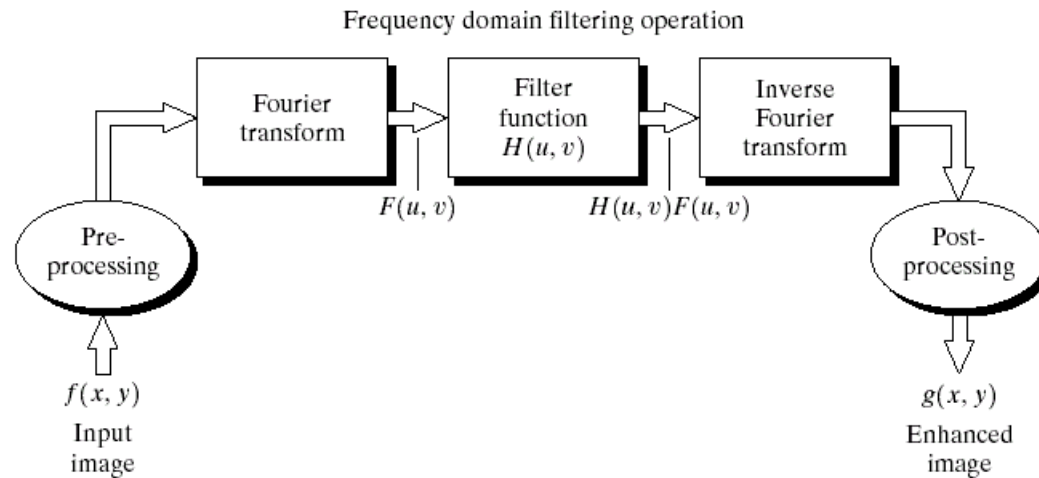 Frequency domain filtering operation
Fourier
transform
Filter
function
H(u, v)
Inverse
Fourier
transform
F(u, v)
H(u, v)F(u, v)
Pre-
processing
Post-
processing
f(x, y)
Input
image
g(x, y)
Enhanced
image